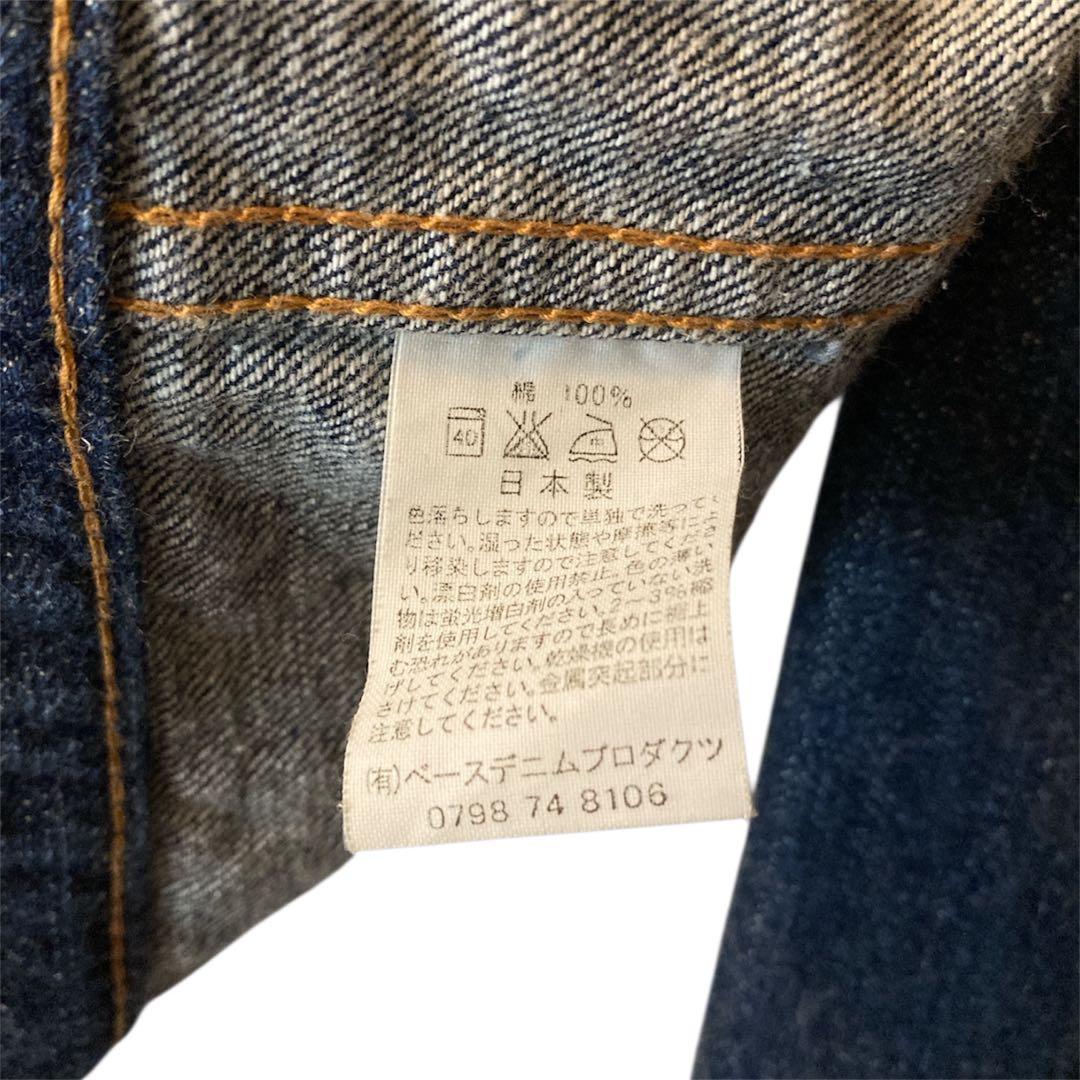 綿 100%
40
日本製
色落らしますので単独で洗って
ださい。湿った状態や摩擦等によ
り移染しますので注意してくださ
い。漂白剤の使用禁止。色の薄い
物は蛍光増白剤の入っていない洗
剤を使用してください。2～3%縮
む恐れがありますので長めに裾上
げしてください。乾燥機の使用は
さけてください。金属突起部分に
注意してください。
(有)ベースデニムプロダクツ
0798 74 8106